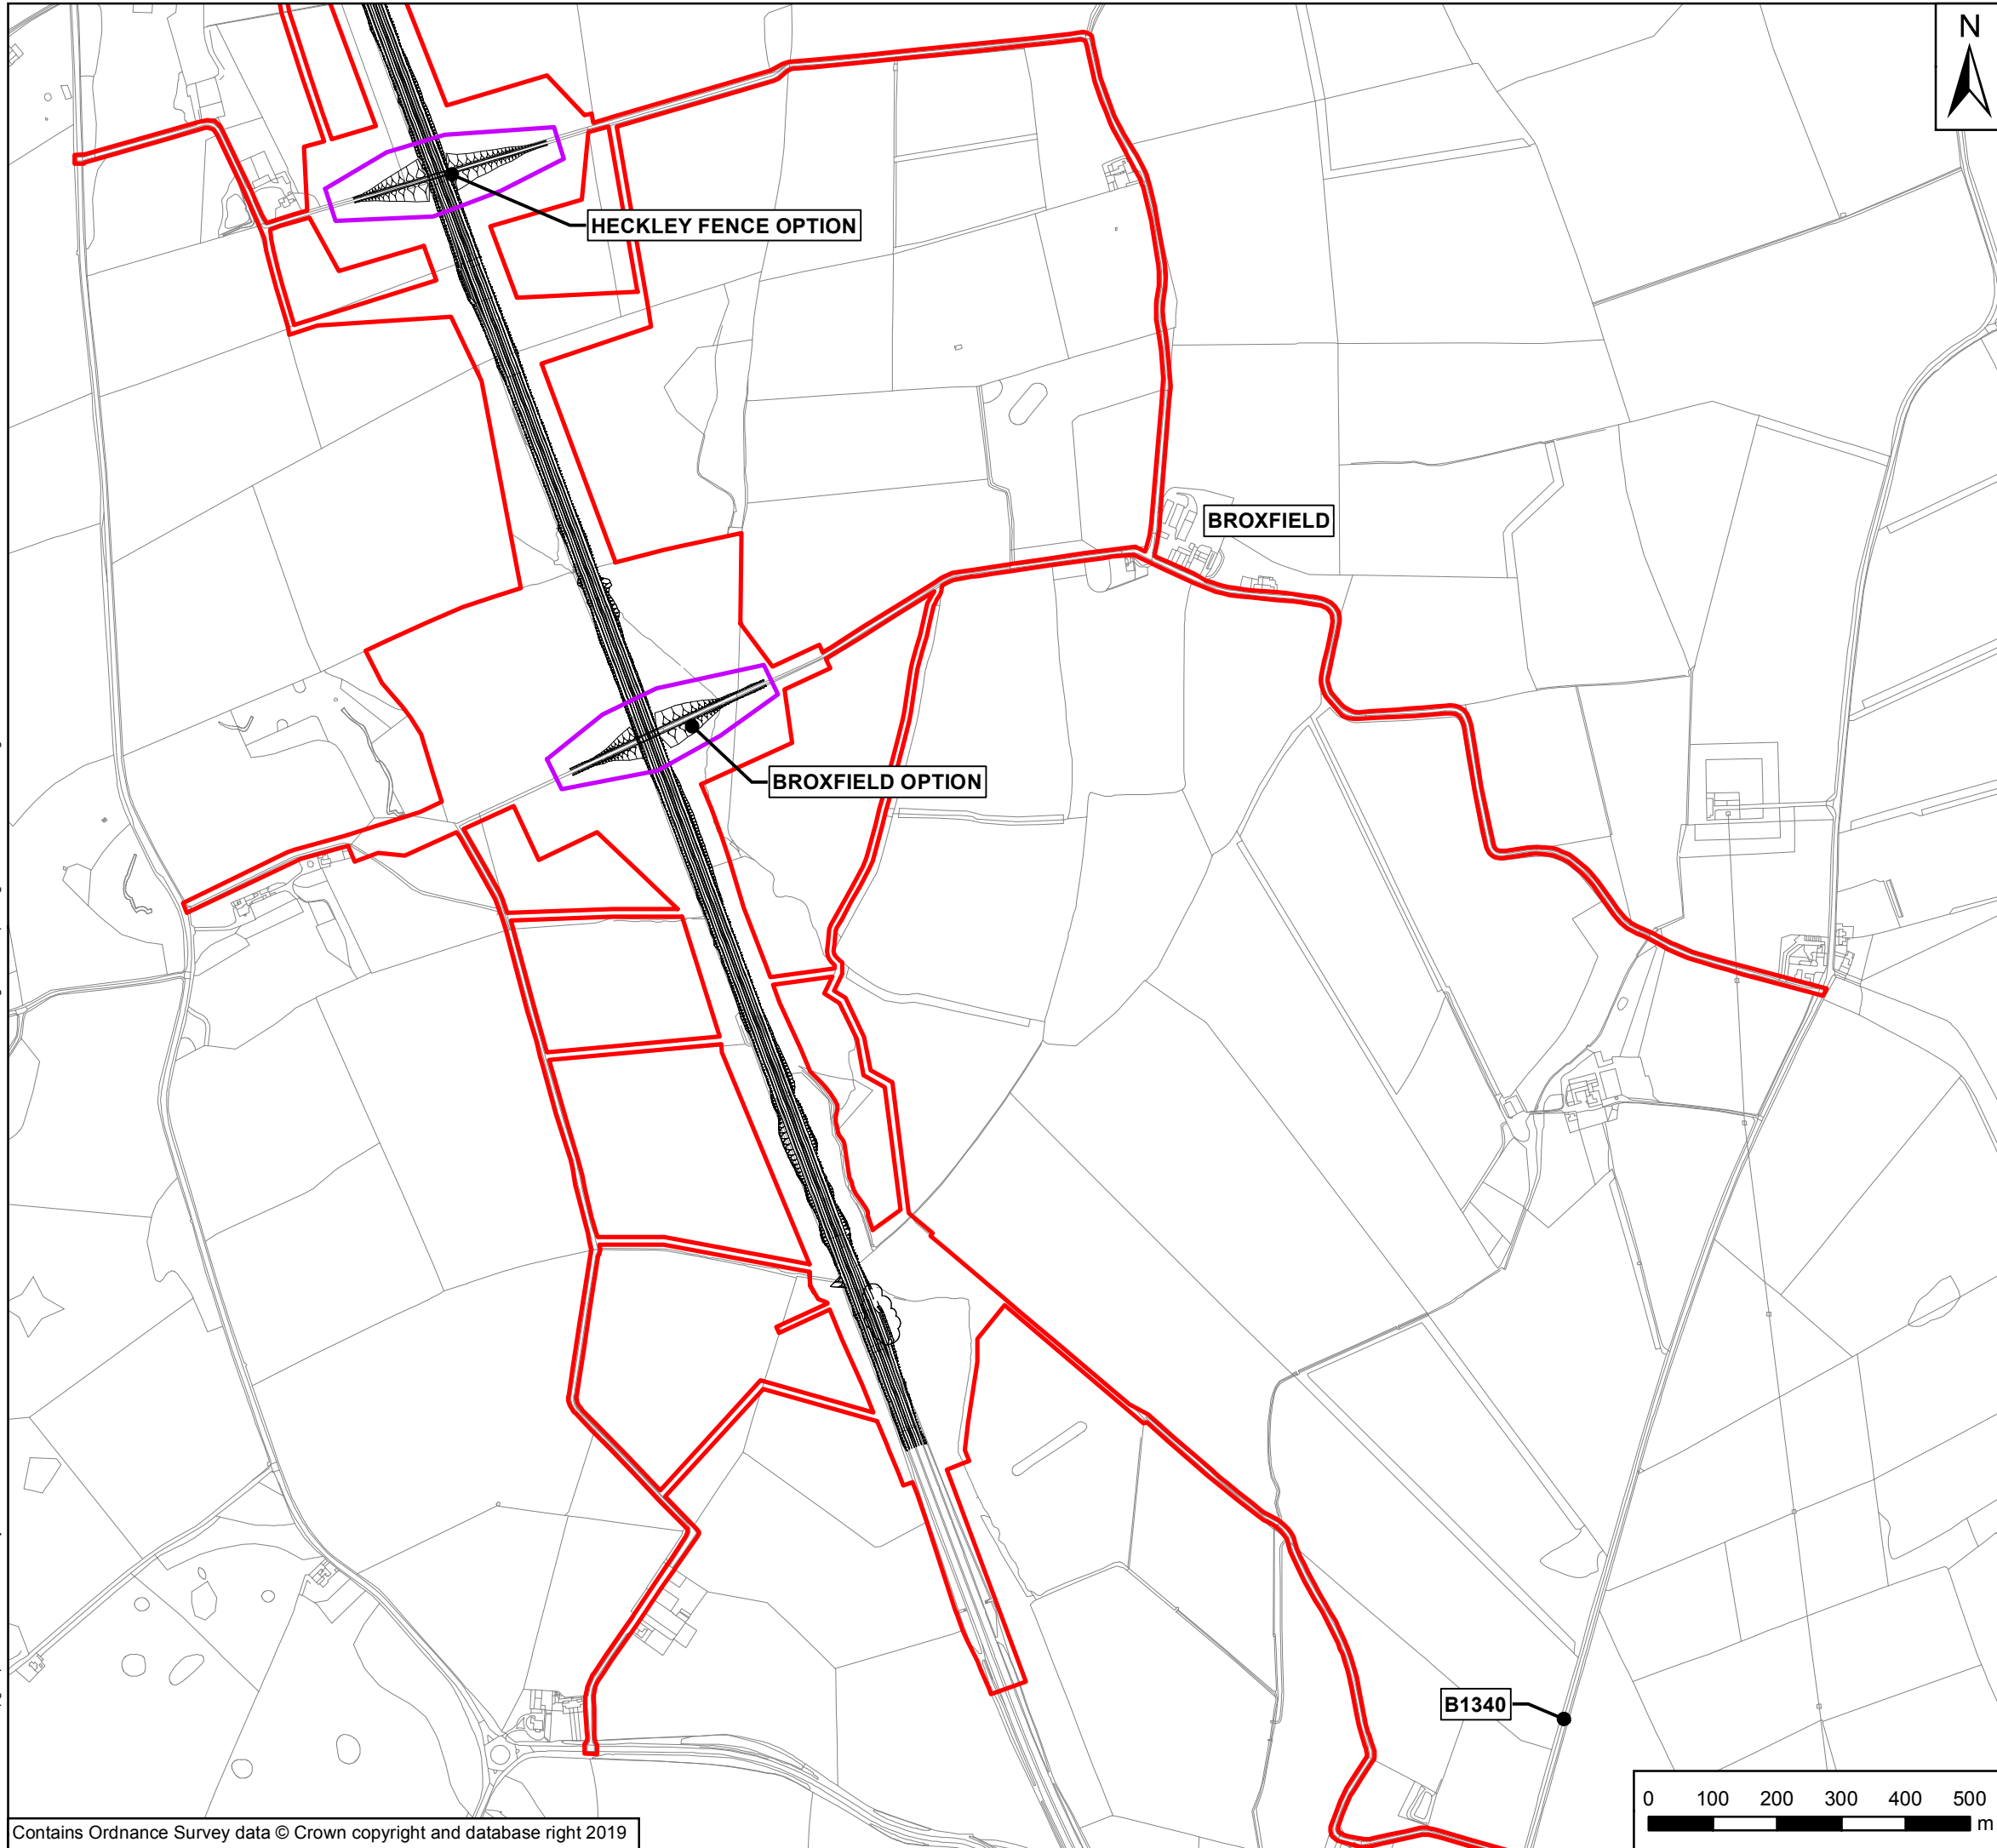 N
HECKLEY FENCE OPTION
BROXFIELD
BROXFIELD OPTION
B1340
0 100 200 300 400 500
m
Contains Ordnance Survey data © Crown copyright and database right 2019